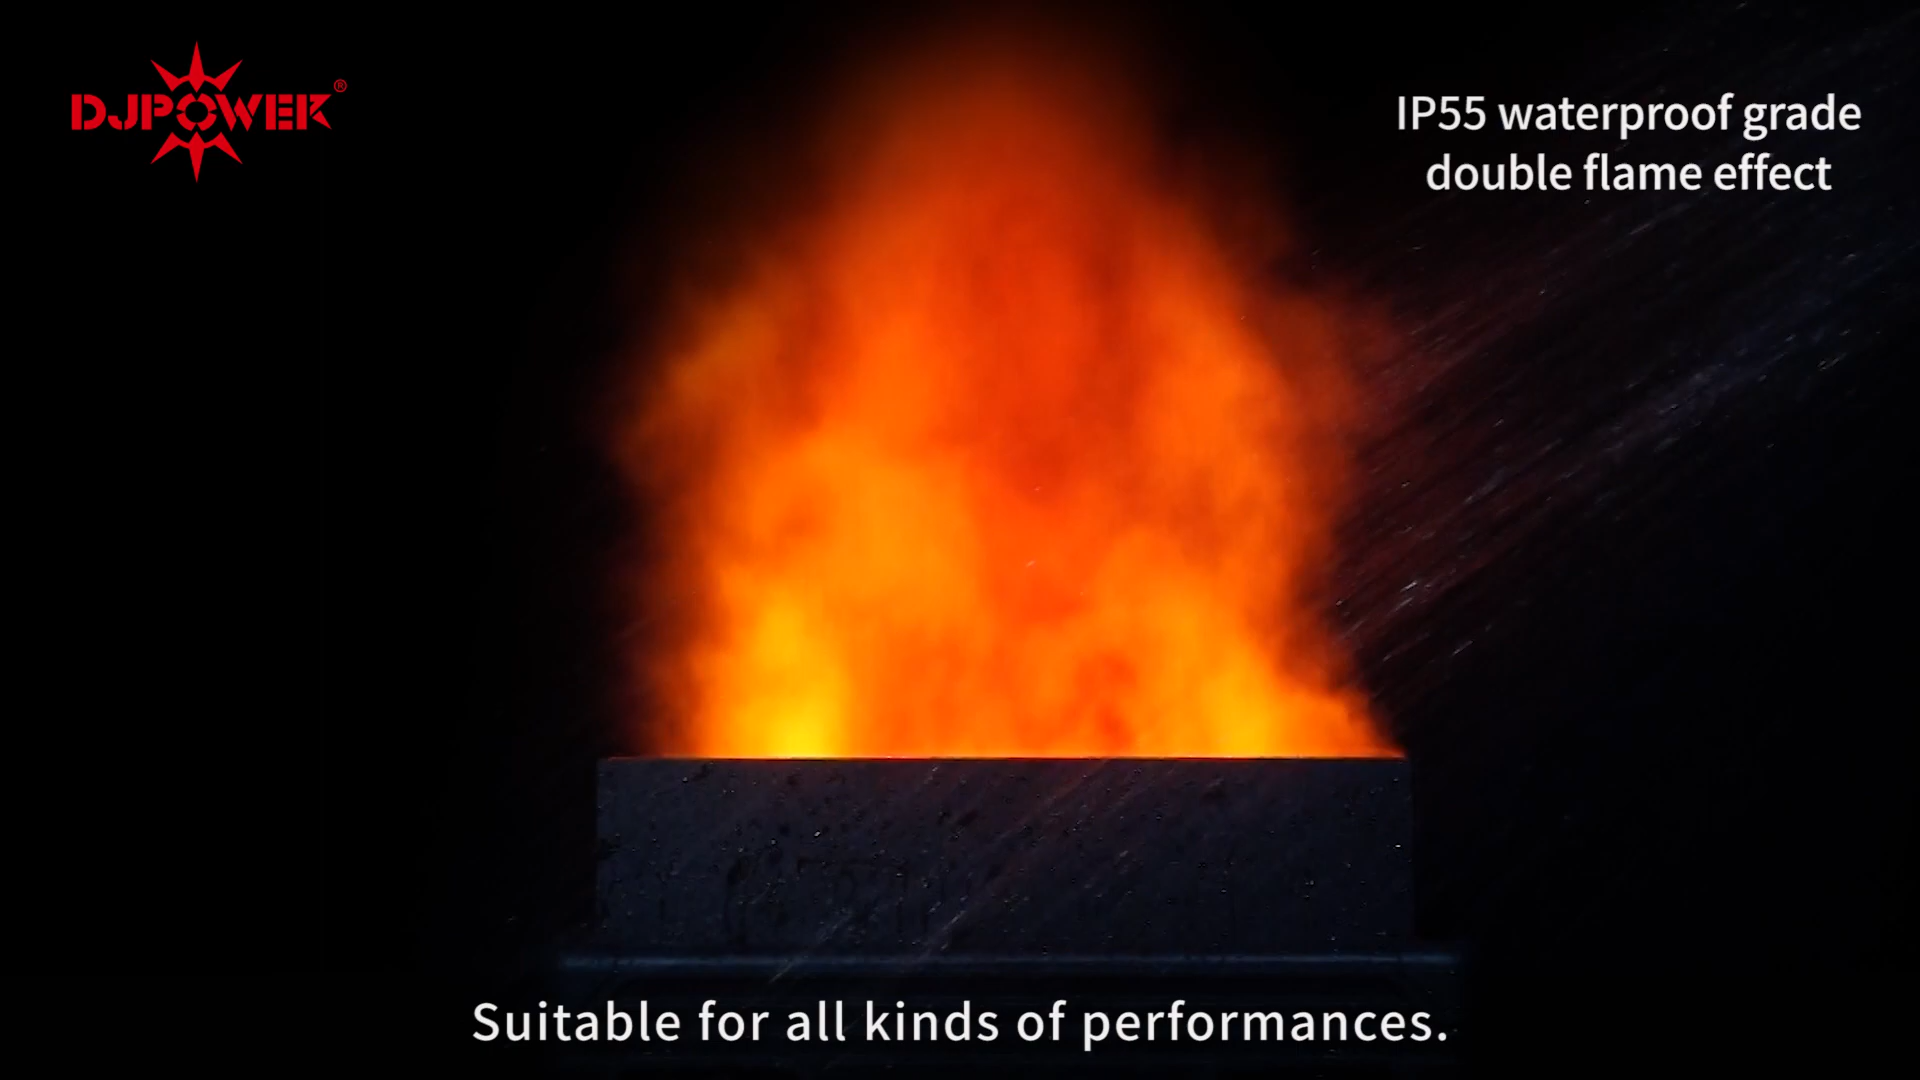 DJPOWER®
IP55 waterproof grade
double flame effect
Suitable for all kinds of performances.